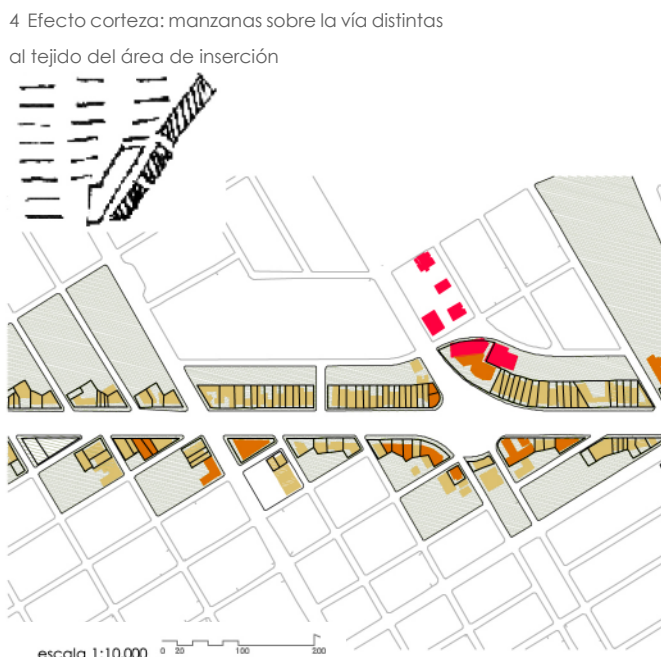 4 Efecto corteza: manzanas sobre la vía distintas
al tejido del área de inserción
escala 1:10.000 0 20 100 200